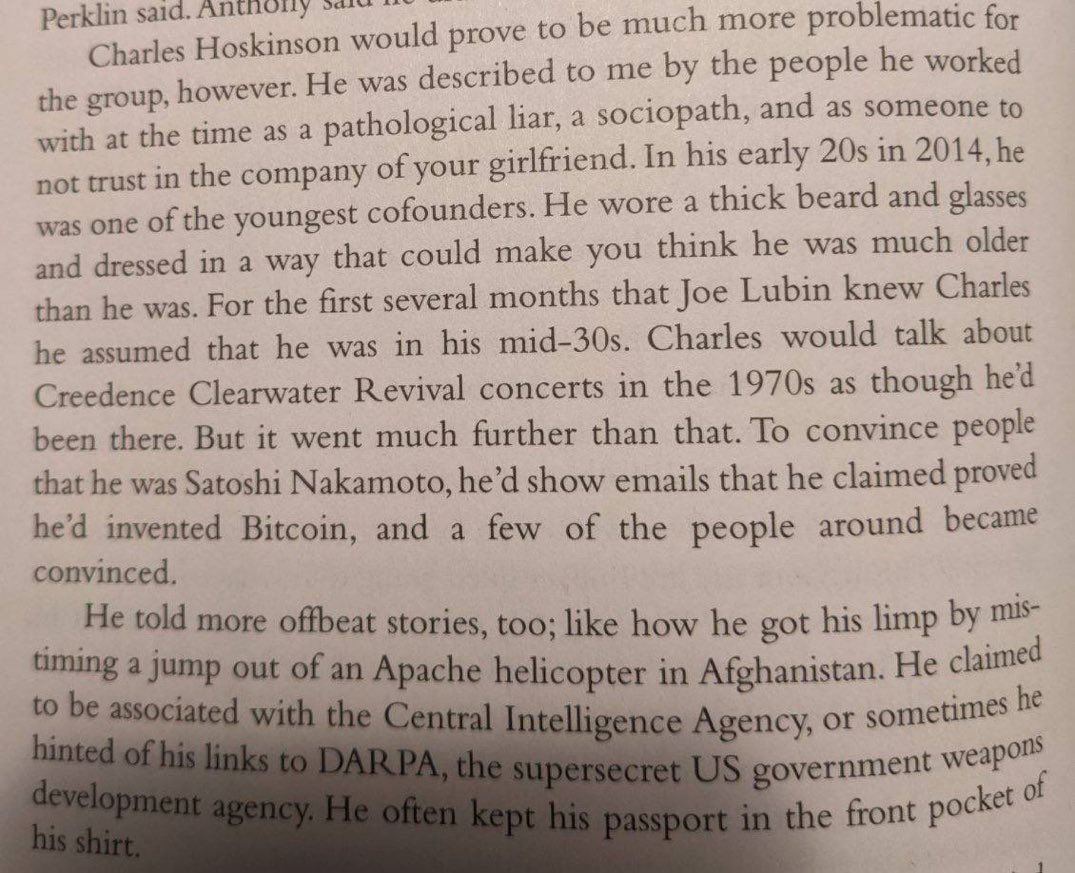 Perklin said. Anthony said he
Charles Hoskinson would prove to be much more problematic for
the group, however. He was described to me by the people he worked
with at the time as a pathological liar, a sociopath, and as someone to
not trust in the company of your girlfriend. In his early 20s in 2014, he
was one of the youngest cofounders. He wore a thick beard and glasses
and dressed in a way that could make you think he was much older
than he was. For the first several months that Joe Lubin knew Charles
he assumed that he was in his mid-30s. Charles would talk about
Creedence Clearwater Revival concerts in the 1970s as though he'd
been there. But it went much further than that. To convince people
that he was Satoshi Nakamoto, he'd show emails that he claimed proved
he'd invented Bitcoin, and a few of the people around became
convinced.
He told more offbeat stories, too; like how he got his limp by mis-
timing a jump out of an Apache helicopter in Afghanistan. He claimed
to be associated with the Central Intelligence Agency, or sometimes he
hinted of his links to DARPA, the supersecret US government weapons
development agency. He often kept his passport in the front pocket of
his shirt.